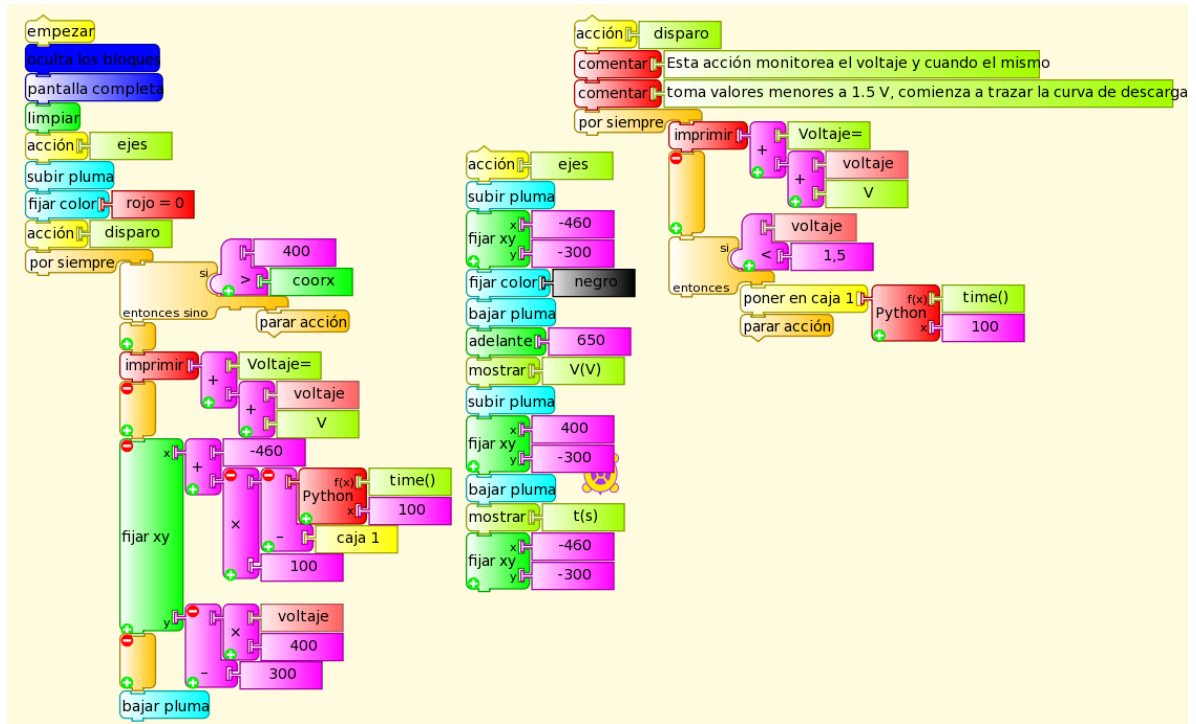 empezar
oculta los bloques
pantalla completa
limpiar
acción ejes
subir pluma
fijar color rojo = 0
acción disparo
por siempre
si
400
>
coorx
entonces sino
parar acción
imprimir + Voltaje=
+ voltaje
V
fijar xy
x + -460
× - Python f(x) time()
x 100
caja 1
100
y - × voltaje
400
300
bajar pluma
acción ejes
subir pluma
fijar xy x -460
y -300
fijar color negro
bajar pluma
adelante 650
mostrar V(V)
subir pluma
fijar xy x 400
y -300
bajar pluma
mostrar t(s)
fijar xy x -460
y -300
acción disparo
comentar Esta acción monitorea el voltaje y cuando el mismo
comentar toma valores menores a 1.5 V, comienza a trazar la curva de descarga
por siempre
imprimir + Voltaje=
+ voltaje
V
si
voltaje
< 1,5
entonces
poner en caja 1 Python f(x) time()
x 100
parar acción